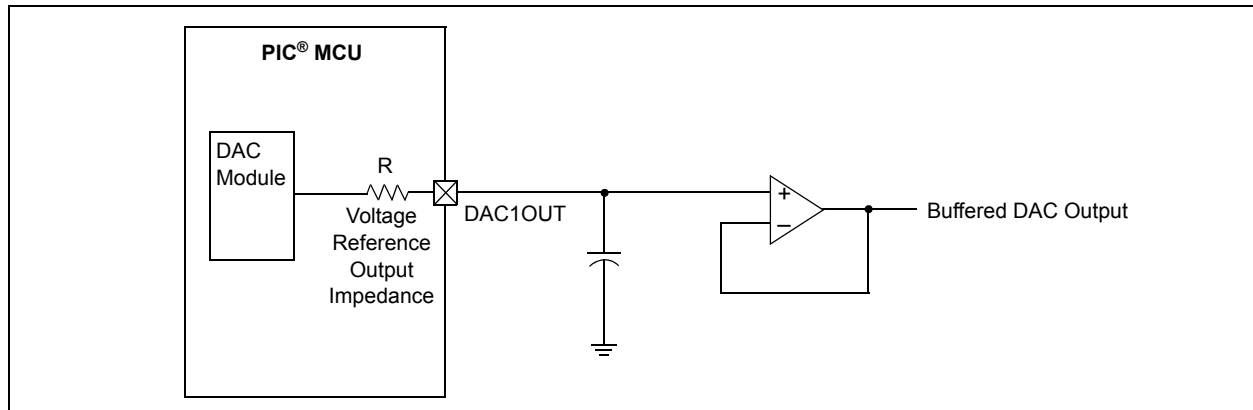 PIC® MCU
DAC
Module
R
Voltage
Reference
Output
Impedance
DAC1OUT
+
–
Buffered DAC Output